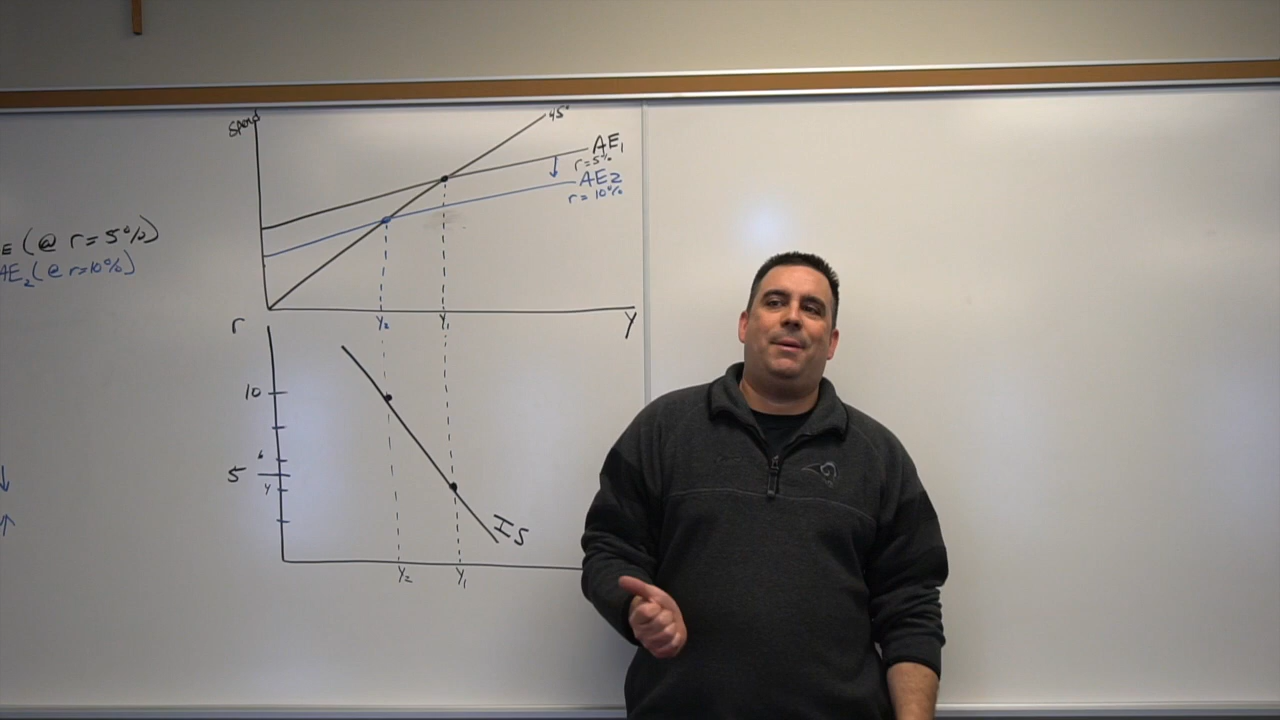 Spend
45°
AE₁
r=5%
AE2
r=10%
E (@ r=5%)
AE₂ (@ r=10%)
Y₂ Y₁ Y
r
10
6
5
4
IS
Y₂ Y₁